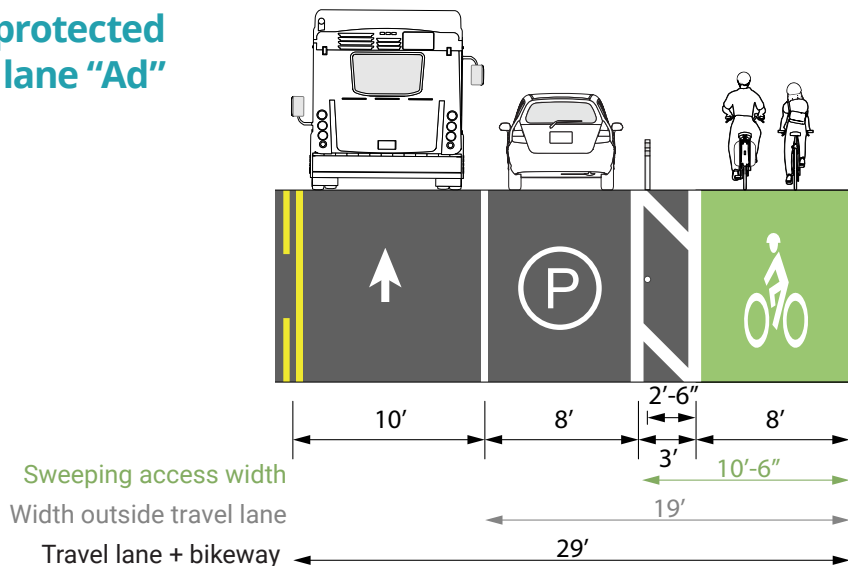 protected
lane “Ad”
P
2’-6”
10’
8’
8’
3’
Sweeping access width
10’-6”
Width outside travel lane
19’
Travel lane + bikeway
29’